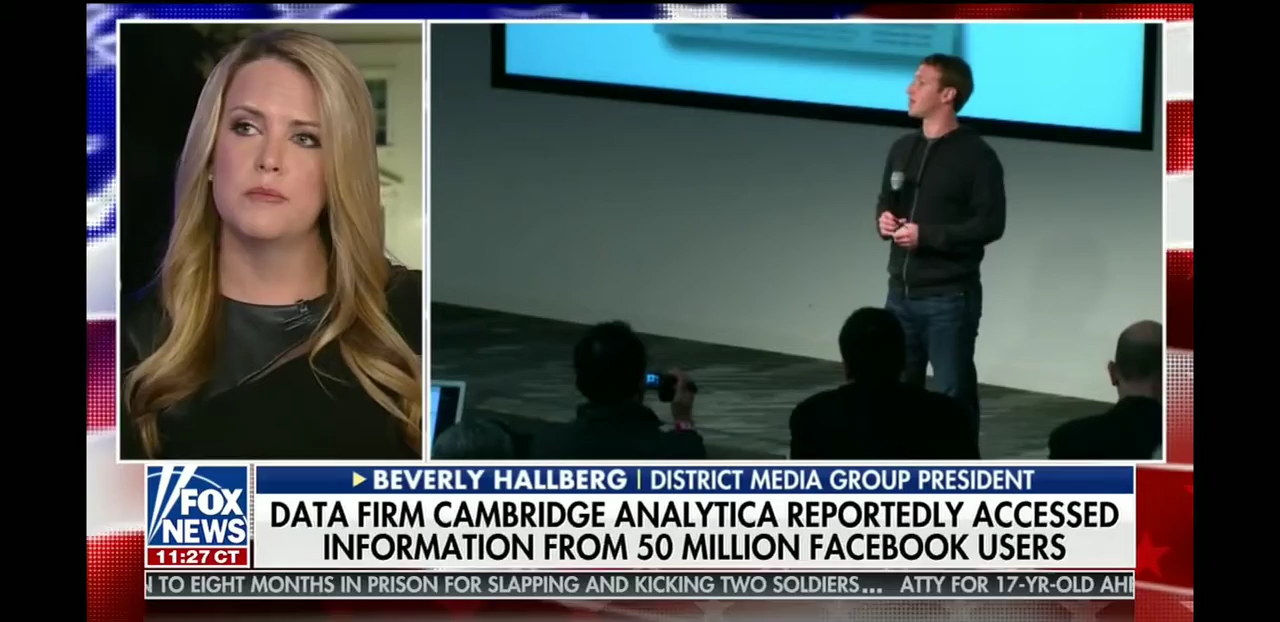 BEVERLY HALLBERG | DISTRICT MEDIA GROUP PRESIDENT
FOX
NEWS
11:27 CT
DATA FIRM CAMBRIDGE ANALYTICA REPORTEDLY ACCESSED
INFORMATION FROM 50 MILLION FACEBOOK USERS
TO EIGHT MONTHS IN PRISON FOR SLAPPING AND KICKING TWO SOLDIERS... ATTY FOR 17-YR-OLD